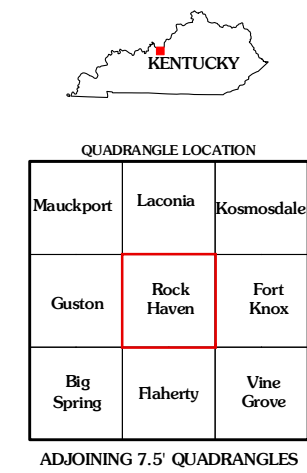 KENTUCKY
QUADRANGLE LOCATION
Mauckport
Laconia
Kosmosdale
Guston
Rock
Haven
Fort
Knox
Big
Spring
Flaherty
Vine
Grove
ADJOINING 7.5' QUADRANGLES